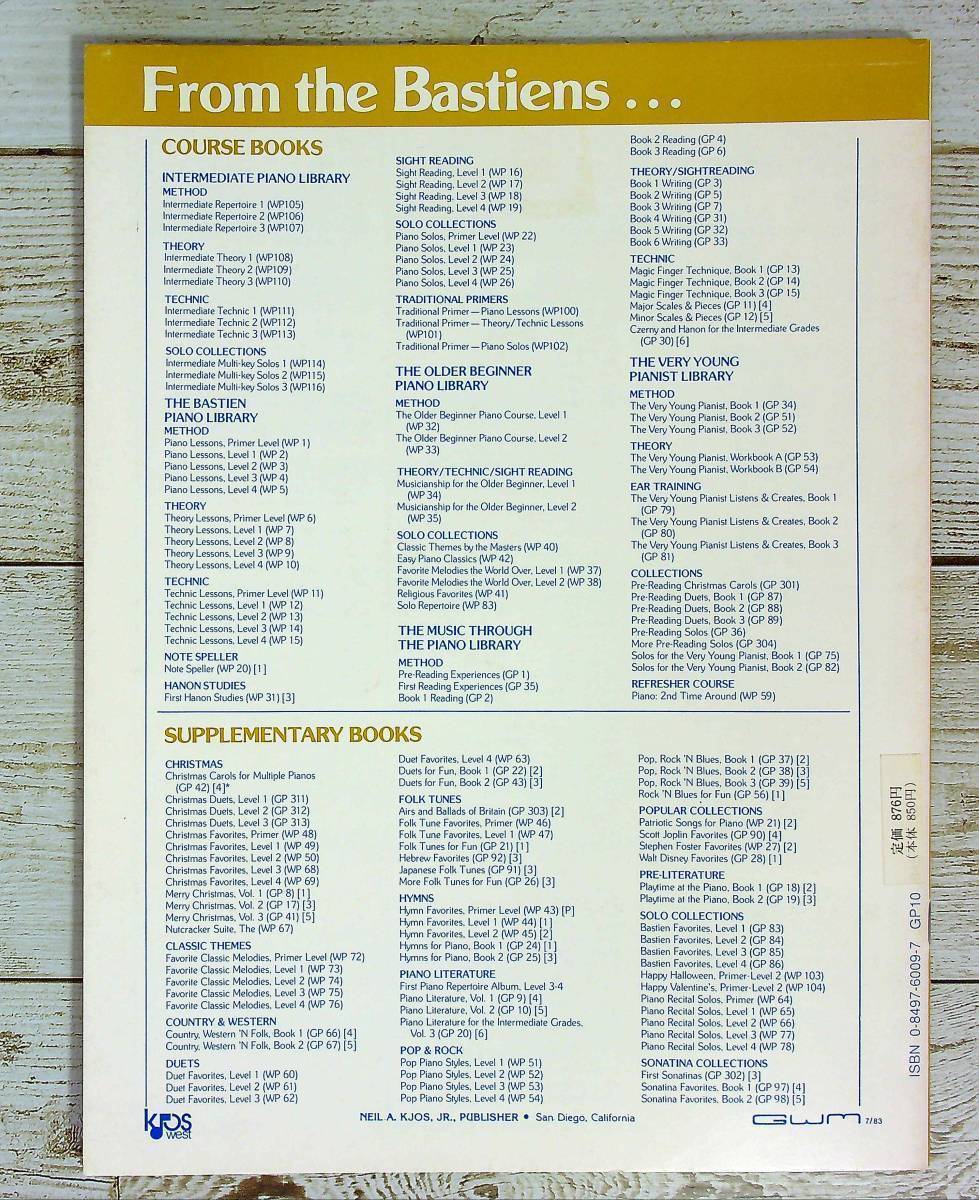 From the Bastiens . . .
COURSE BOOKS
INTERMEDIATE PIANO LIBRARY
METHOD
Intermediate Repertoire 1 (WP105)
Intermediate Repertoire 2 (WP106)
Intermediate Repertoire 3 (WP107)
THEORY
Intermediate Theory 1 (WP108)
Intermediate Theory 2 (WP109)
Intermediate Theory 3 (WP110)
TECHNIC
Intermediate Technic 1 (WP111)
Intermediate Technic 2 (WP112)
Intermediate Technic 3 (WP113)
SOLO COLLECTIONS
Intermediate Multi-key Solos 1 (WP114)
Intermediate Multi-key Solos 2 (WP115)
Intermediate Multi-key Solos 3 (WP116)
THE BASTIEN
PIANO LIBRARY
METHOD
Piano Lessons, Primer Level (WP 1)
Piano Lessons, Level 1 (WP 2)
Piano Lessons, Level 2 (WP 3)
Piano Lessons, Level 3 (WP 4)
Piano Lessons, Level 4 (WP 5)
THEORY
Theory Lessons, Primer Level (WP 6)
Theory Lessons, Level 1 (WP 7)
Theory Lessons, Level 2 (WP 8)
Theory Lessons, Level 3 (WP 9)
Theory Lessons, Level 4 (WP 10)
TECHNIC
Technic Lessons, Primer Level (WP 11)
Technic Lessons, Level 1 (WP 12)
Technic Lessons, Level 2 (WP 13)
Technic Lessons, Level 3 (WP 14)
Technic Lessons, Level 4 (WP 15)
NOTE SPELLER
Note Speller (WP 20) [1]
HANON STUDIES
First Hanon Studies (WP 31) [3]
SIGHT READING
Sight Reading, Level 1 (WP 16)
Sight Reading, Level 2 (WP 17)
Sight Reading, Level 3 (WP 18)
Sight Reading, Level 4 (WP 19)
SOLO COLLECTIONS
Piano Solos, Primer Level (WP 22)
Piano Solos, Level 1 (WP 23)
Piano Solos, Level 2 (WP 24)
Piano Solos, Level 3 (WP 25)
Piano Solos, Level 4 (WP 26)
TRADITIONAL PRIMERS
Traditional Primer — Piano Lessons (WP100)
Traditional Primer — Theory/Technic Lessons
(WP101)
Traditional Primer — Piano Solos (WP102)
THE OLDER BEGINNER
PIANO LIBRARY
METHOD
The Older Beginner Piano Course, Level 1
(WP 32)
The Older Beginner Piano Course, Level 2
(WP 33)
THEORY/TECHNIC/SIGHT READING
Musicianship for the Older Beginner, Level 1
(WP 34)
Musicianship for the Older Beginner, Level 2
(WP 35)
SOLO COLLECTIONS
Classic Themes by the Masters (WP 40)
Easy Piano Classics (WP 42)
Favorite Melodies the World Over, Level 1 (WP 37)
Favorite Melodies the World Over, Level 2 (WP 38)
Religious Favorites (WP 41)
Solo Repertoire (WP 83)
THE MUSIC THROUGH
THE PIANO LIBRARY
METHOD
Pre-Reading Experiences (GP 1)
First Reading Experiences (GP 35)
Book 1 Reading (GP 2)
Book 2 Reading (GP 4)
Book 3 Reading (GP 6)
THEORY/SIGHTREADING
Book 1 Writing (GP 3)
Book 2 Writing (GP 5)
Book 3 Writing (GP 7)
Book 4 Writing (GP 31)
Book 5 Writing (GP 32)
Book 6 Writing (GP 33)
TECHNIC
Magic Finger Technique, Book 1 (GP 13)
Magic Finger Technique, Book 2 (GP 14)
Magic Finger Technique, Book 3 (GP 15)
Major Scales & Pieces (GP 11) [4]
Minor Scales & Pieces (GP 12) [5]
Czerny and Hanon for the Intermediate Grades
(GP 30) [6]
THE VERY YOUNG
PIANIST LIBRARY
METHOD
The Very Young Pianist, Book 1 (GP 34)
The Very Young Pianist, Book 2 (GP 51)
The Very Young Pianist, Book 3 (GP 52)
THEORY
The Very Young Pianist, Workbook A (GP 53)
The Very Young Pianist, Workbook B (GP 54)
EAR TRAINING
The Very Young Pianist Listens & Creates, Book 1
(GP 79)
The Very Young Pianist Listens & Creates, Book 2
(GP 80)
The Very Young Pianist Listens & Creates, Book 3
(GP 81)
COLLECTIONS
Pre-Reading Christmas Carols (GP 301)
Pre-Reading Duets, Book 1 (GP 87)
Pre-Reading Duets, Book 2 (GP 88)
Pre-Reading Duets, Book 3 (GP 89)
Pre-Reading Solos (GP 36)
More Pre-Reading Solos (GP 304)
Solos for the Very Young Pianist, Book 1 (GP 75)
Solos for the Very Young Pianist, Book 2 (GP 82)
REFRESHER COURSE
Piano: 2nd Time Around (WP 59)
SUPPLEMENTARY BOOKS
CHRISTMAS
Christmas Carols for Multiple Pianos
(GP 42) [4]*
Christmas Duets, Level 1 (GP 311)
Christmas Duets, Level 2 (GP 312)
Christmas Duets, Level 3 (GP 313)
Christmas Favorites, Primer (WP 48)
Christmas Favorites, Level 1 (WP 49)
Christmas Favorites, Level 2 (WP 50)
Christmas Favorites, Level 3 (WP 68)
Christmas Favorites, Level 4 (WP 69)
Merry Christmas, Vol. 1 (GP 8) [1]
Merry Christmas, Vol. 2 (GP 17) [3]
Merry Christmas, Vol. 3 (GP 41) [5]
Nutcracker Suite, The (WP 67)
CLASSIC THEMES
Favorite Classic Melodies, Primer Level (WP 72)
Favorite Classic Melodies, Level 1 (WP 73)
Favorite Classic Melodies, Level 2 (WP 74)
Favorite Classic Melodies, Level 3 (WP 75)
Favorite Classic Melodies, Level 4 (WP 76)
COUNTRY & WESTERN
Country, Western 'N Folk, Book 1 (GP 66) [4]
Country, Western 'N Folk, Book 2 (GP 67) [5]
DUETS
Duet Favorites, Level 1 (WP 60)
Duet Favorites, Level 2 (WP 61)
Duet Favorites, Level 3 (WP 62)
Duet Favorites, Level 4 (WP 63)
Duets for Fun, Book 1 (GP 22) [2]
Duets for Fun, Book 2 (GP 43) [3]
FOLK TUNES
Airs and Ballads of Britain (GP 303) [2]
Folk Tune Favorites, Primer (WP 46)
Folk Tune Favorites, Level 1 (WP 47)
Folk Tunes for Fun (GP 21) [1]
Hebrew Favorites (GP 92) [3]
Japanese Folk Tunes (GP 91) [3]
More Folk Tunes for Fun (GP 26) [3]
HYMNS
Hymn Favorites, Primer Level (WP 43) [P]
Hymn Favorites, Level 1 (WP 44) [1]
Hymn Favorites, Level 2 (WP 45) [2]
Hymns for Piano, Book 1 (GP 24) [1]
Hymns for Piano, Book 2 (GP 25) [3]
PIANO LITERATURE
First Piano Repertoire Album, Level 3-4
Piano Literature, Vol. 1 (GP 9) [4]
Piano Literature, Vol. 2 (GP 10) [5]
Piano Literature for the Intermediate Grades,
Vol. 3 (GP 20) [6]
POP & ROCK
Pop Piano Styles, Level 1 (WP 51)
Pop Piano Styles, Level 2 (WP 52)
Pop Piano Styles, Level 3 (WP 53)
Pop Piano Styles, Level 4 (WP 54)
Pop, Rock 'N Blues, Book 1 (GP 37) [2]
Pop, Rock 'N Blues, Book 2 (GP 38) [3]
Pop, Rock 'N Blues, Book 3 (GP 39) [5]
Rock 'N Blues for Fun (GP 56) [1]
POPULAR COLLECTIONS
Patriotic Songs for Piano (WP 21) [2]
Scott Joplin Favorites (GP 90) [4]
Stephen Foster Favorites (WP 27) [2]
Walt Disney Favorites (GP 28) [1]
PRE-LITERATURE
Playtime at the Piano, Book 1 (GP 18) [2]
Playtime at the Piano, Book 2 (GP 19) [3]
SOLO COLLECTIONS
Bastien Favorites, Level 1 (GP 83)
Bastien Favorites, Level 2 (GP 84)
Bastien Favorites, Level 3 (GP 85)
Bastien Favorites, Level 4 (GP 86)
Happy Halloween, Primer-Level 2 (WP 103)
Happy Valentine's, Primer-Level 2 (WP 104)
Piano Recital Solos, Primer (WP 64)
Piano Recital Solos, Level 1 (WP 65)
Piano Recital Solos, Level 2 (WP 66)
Piano Recital Solos, Level 3 (WP 77)
Piano Recital Solos, Level 4 (WP 78)
SONATINA COLLECTIONS
First Sonatinas (GP 302) [3]
Sonatina Favorites, Book 1 (GP 97) [4]
Sonatina Favorites, Book 2 (GP 98) [5]
定価 876円
(本体 850円)
ISBN 0-8497-6009-7 GP10
kjos
west
NEIL A. KJOS, JR., PUBLISHER • San Diego, California
GWM 7/83